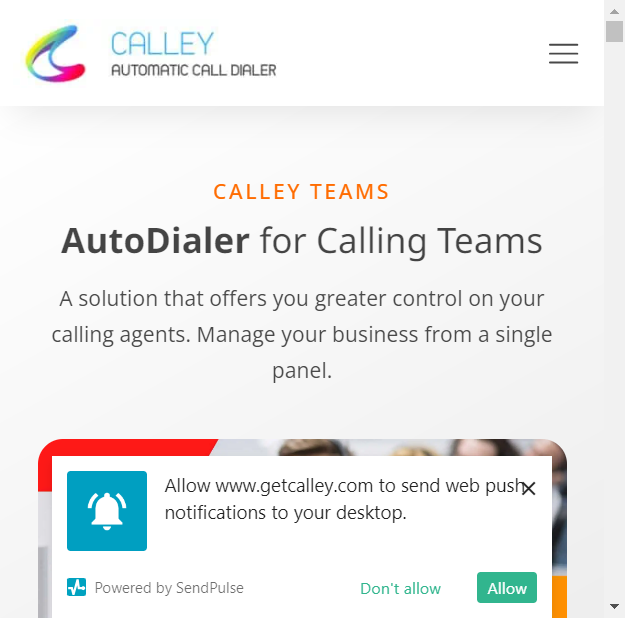 CALLEY
AUTOMATIC CALL DIALER
CALLEY TEAMS
AutoDialer for Calling Teams
A solution that offers you greater control on your
calling agents. Manage your business from a single
panel.
Allow www.getcalley.com to send web push
notifications to your desktop.
Powered by SendPulse
Don't allow
Allow